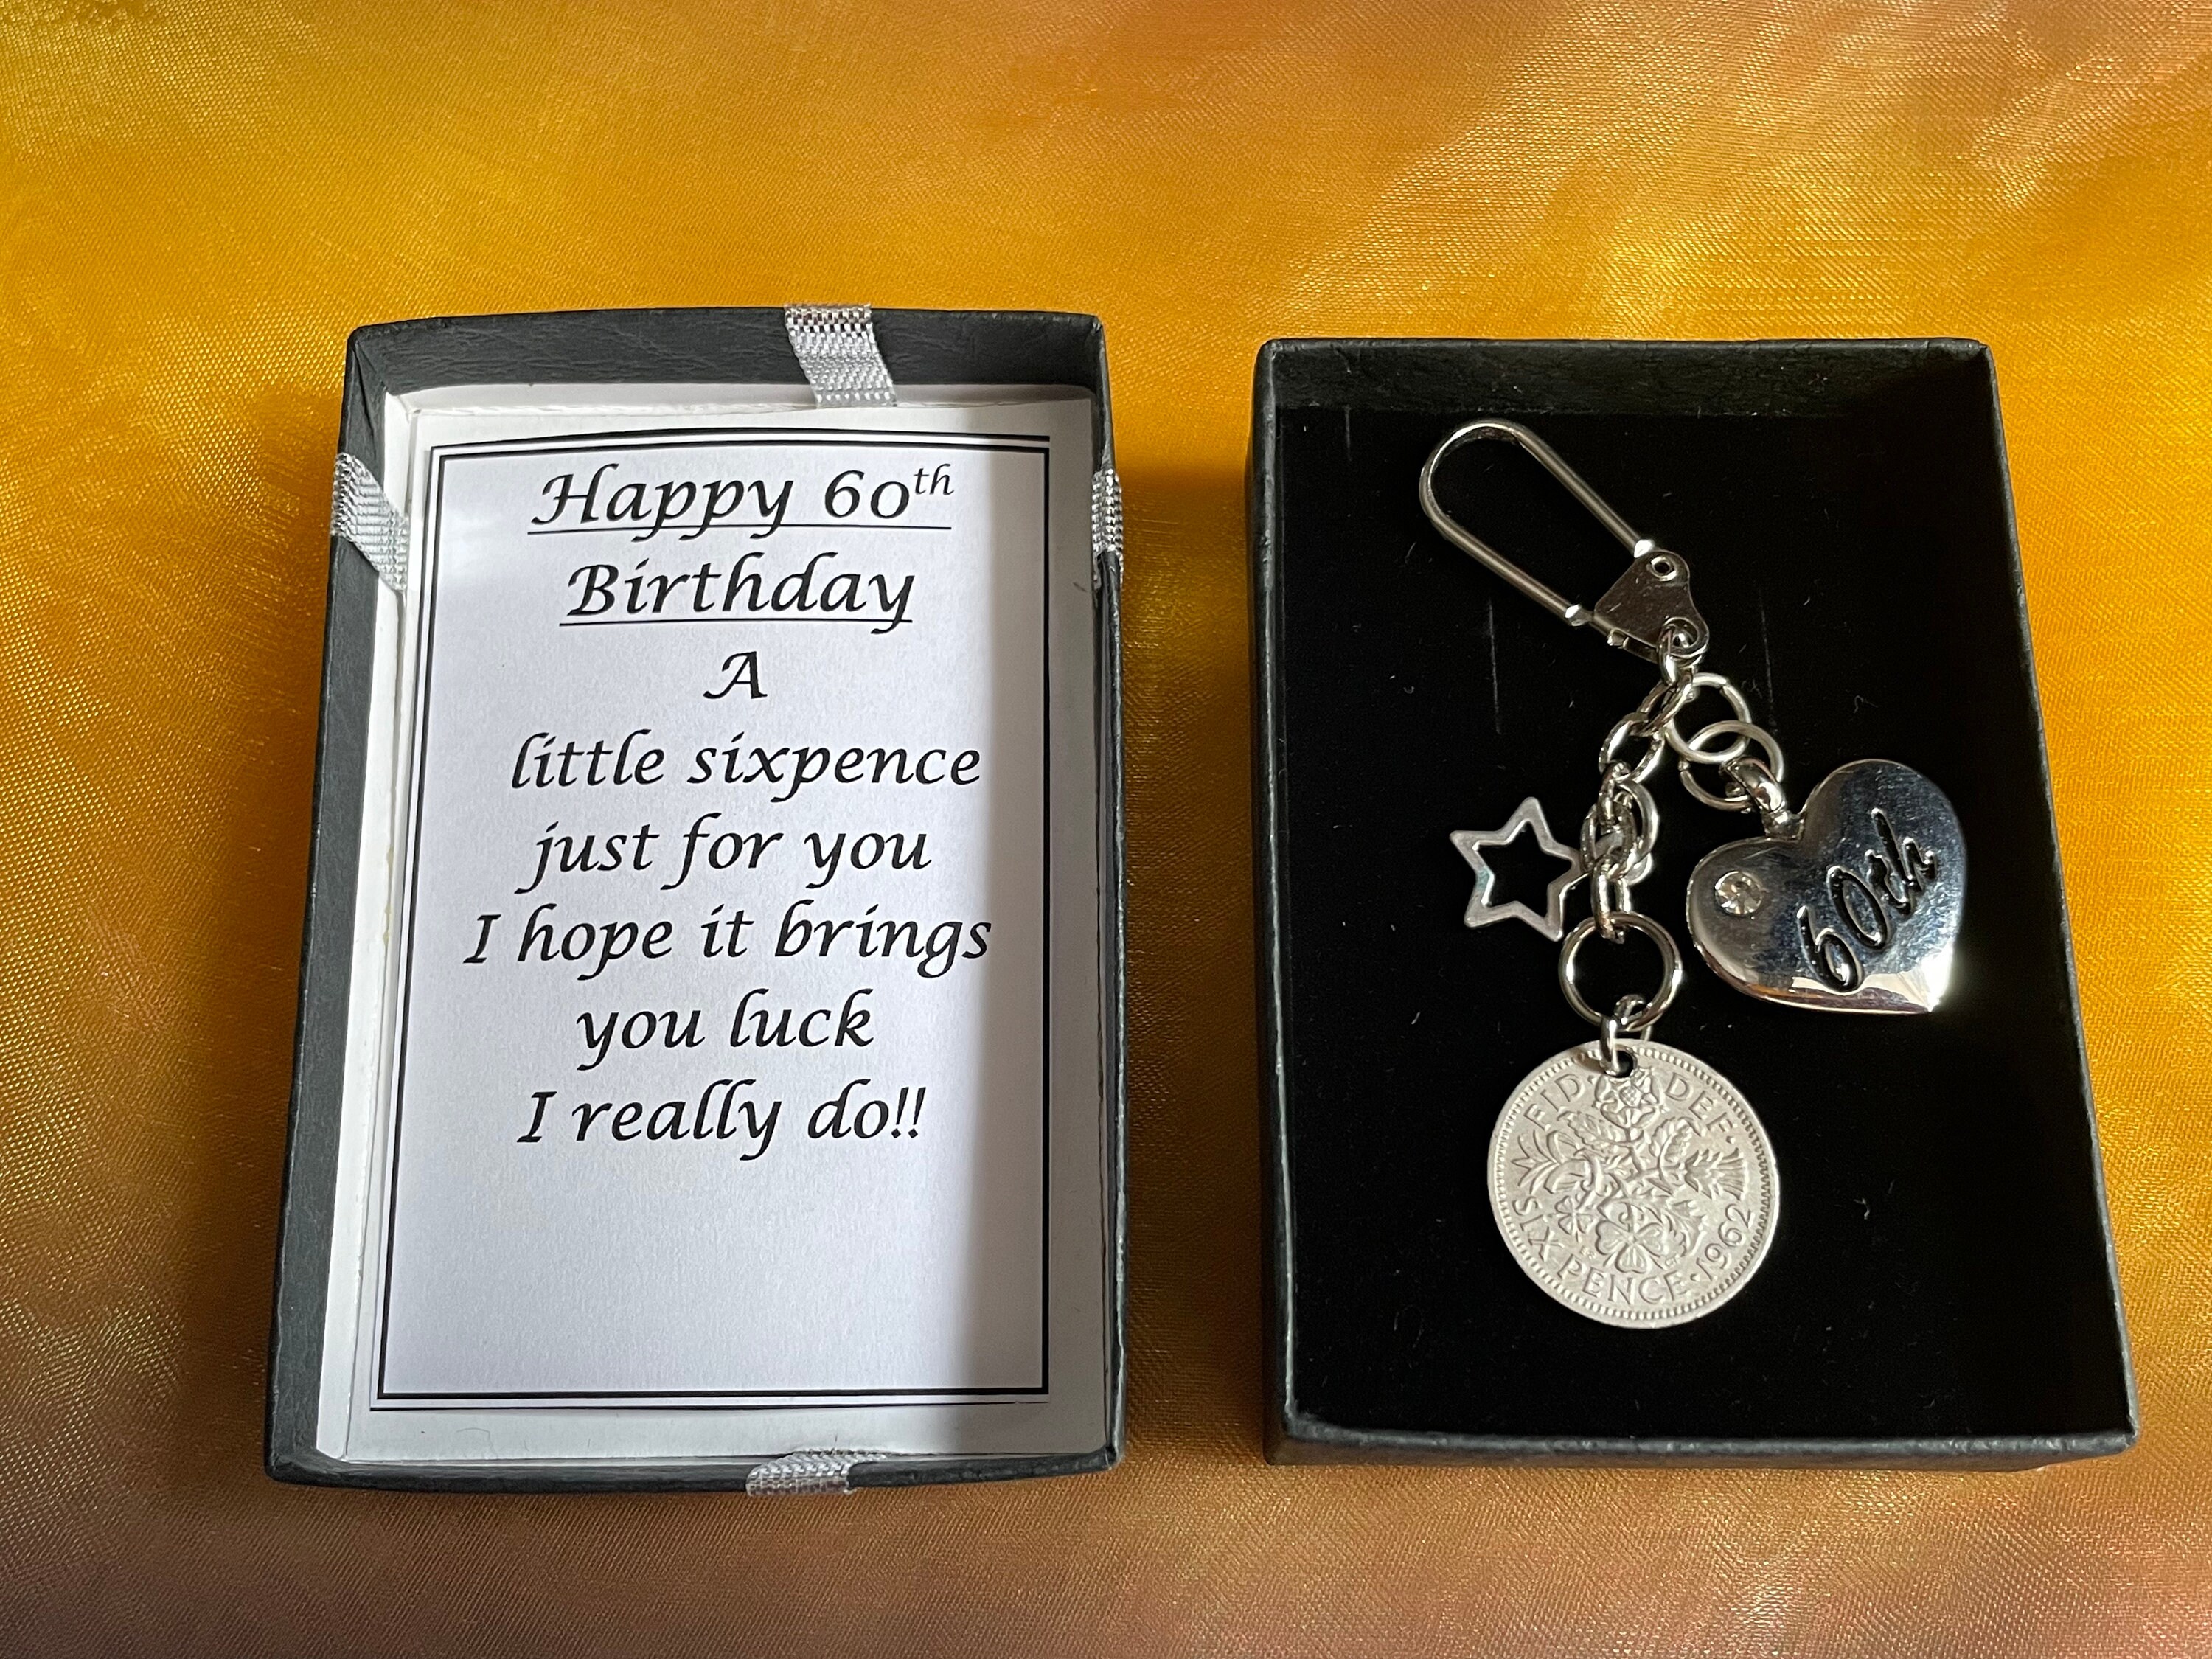 Happy 60th
Birthday
A
little sixpence
just for you
I hope it brings
you luck
I really do!!
60th
FID · DEF ·
SIX PENCE · 1962